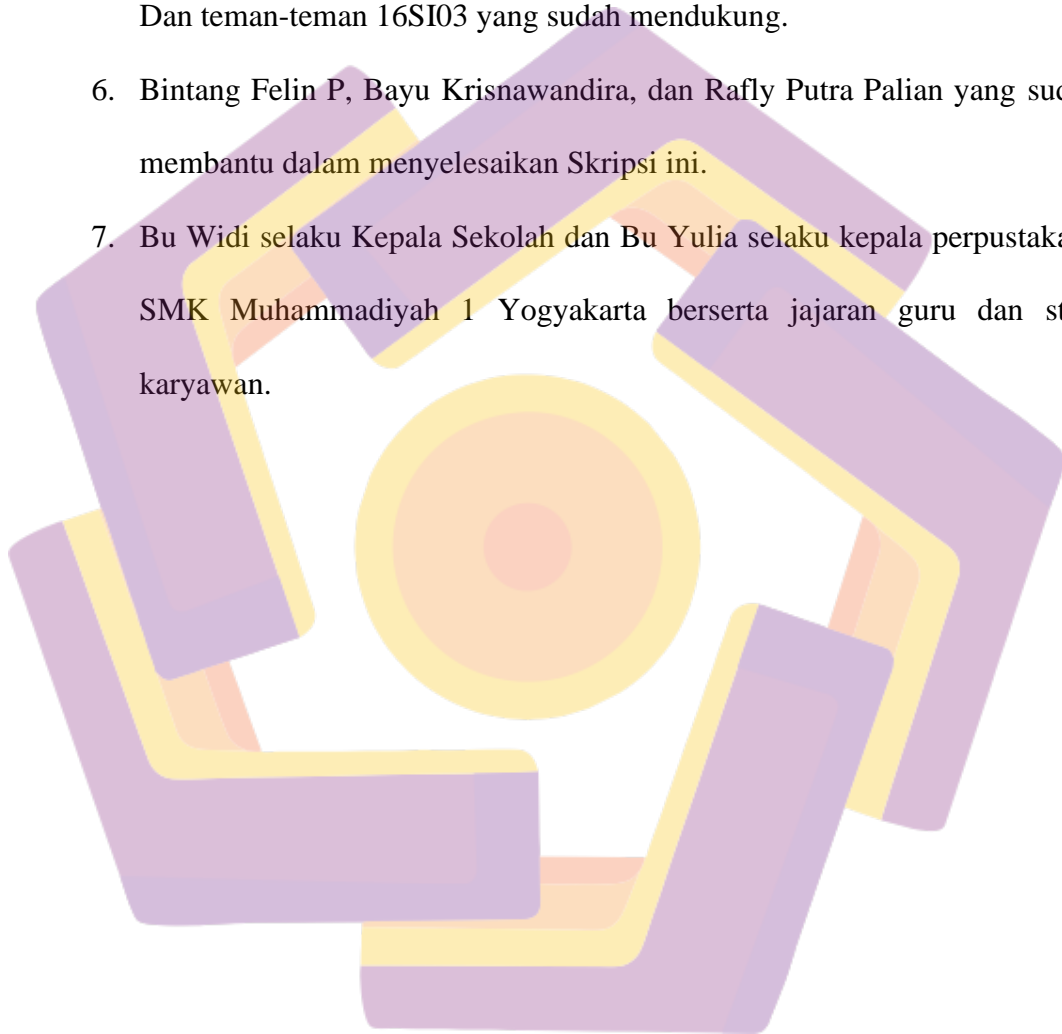 Dan teman-teman 16SI03 yang sudah mendukung.
6. Bintang Felin P, Bayu Krisnawandira, dan Rafly Putra Palian yang sud
membantu dalam menyelesaikan Skripsi ini.
7. Bu Widi selaku Kepala Sekolah dan Bu Yulia selaku kepala perpustaka
SMK Muhammadiyah 1 Yogyakarta berserta jajaran guru dan st
karyawan.